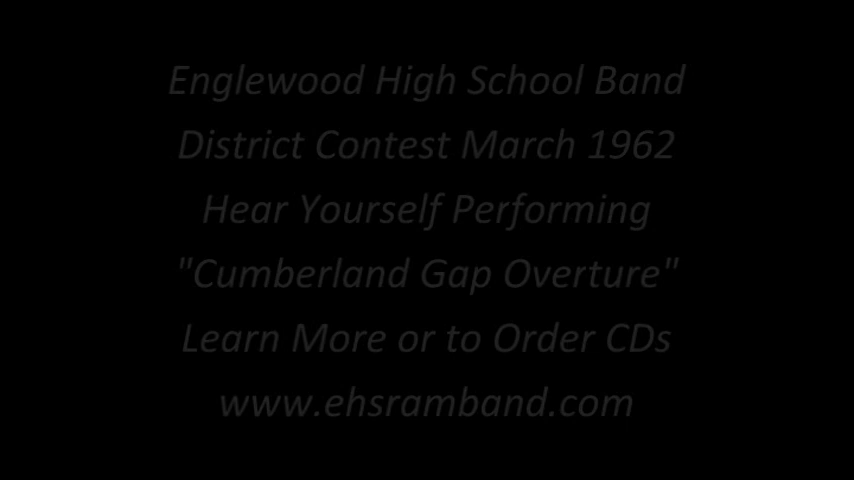 Englewood High School Band
District Contest March 1962
Hear Yourself Performing
"Cumberland Gap Overture"
Learn More or to Order CDs
www.ehsramband.com